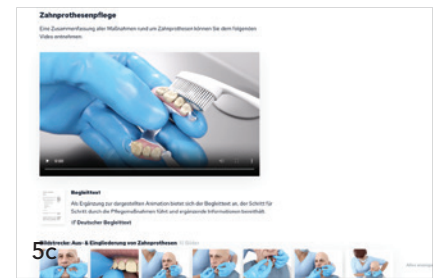 Zahnprothesenpflege
Eine Zusammenfassung aller Maßnahmen rund um Zahnprothesen können Sie dem folgenden
Video entnehmen:
Begleittext
Als Ergänzung zur dargestellten Animation bietet sich der Begleittext an, der Schritt für
Schritt durch die Pflegemaßnahmen führt und ergänzende Informationen bereithält.
Deutscher Begleittext
Bildstrecke: Aus- & Eingliederung von Zahnprothesen
5c